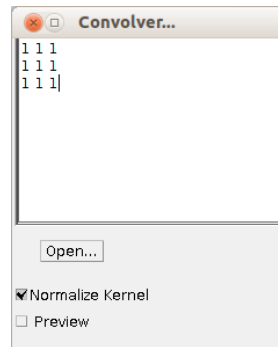 Convolver...
1 1 1
1 1 1
1 1 1
Open...
Normalize Kernel
Preview